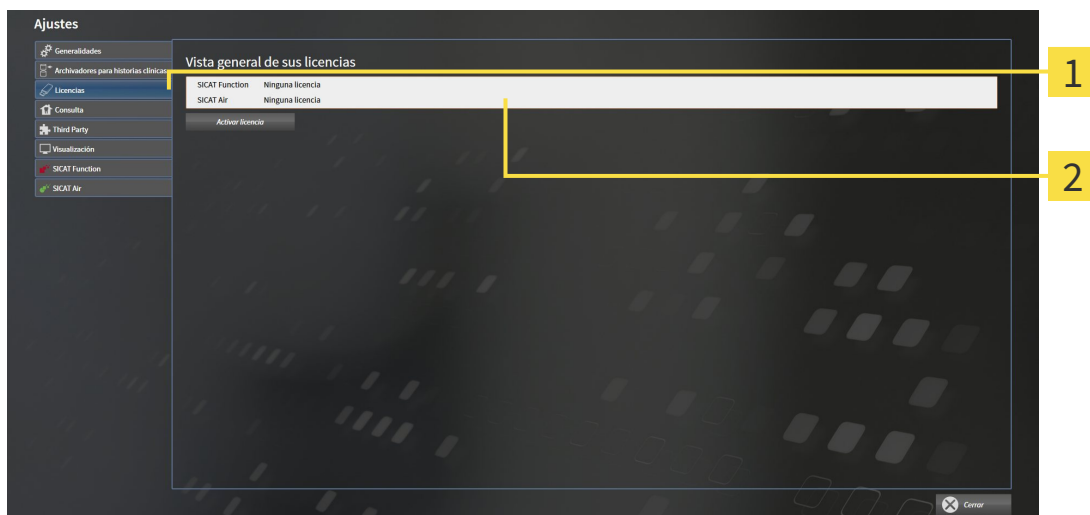 Ajustes
Generalidades
Archivadores para historias clínicas
Licencias
Consulta
Third Party
Visualización
SICAT Function
SICAT Air
Vista general de sus licencias
SICAT Function Ninguna licencia
SICAT Air Ninguna licencia
Activar licencia
1
2
Cerrar